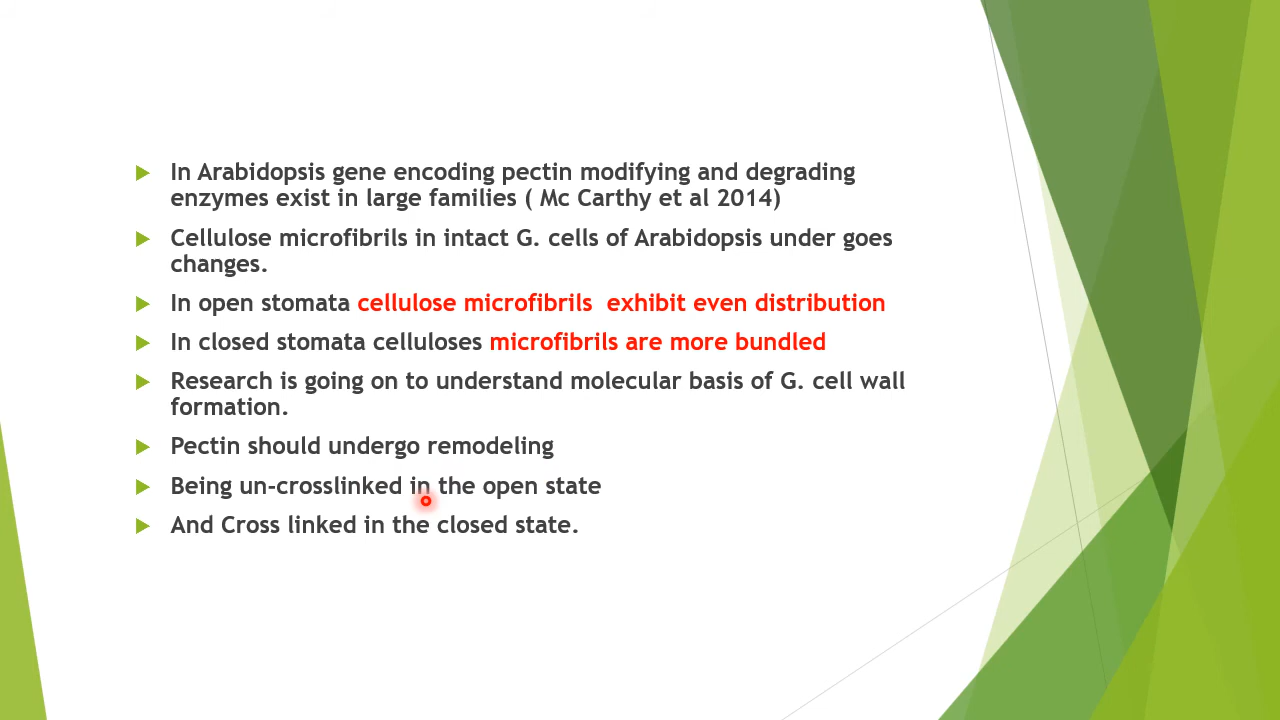 In Arabidopsis gene encoding pectin modifying and degrading
enzymes exist in large families ( Mc Carthy et al 2014)
Cellulose microfibrils in intact G. cells of Arabidopsis under goes
changes.
In open stomata cellulose microfibrils  exhibit even distribution
In closed stomata celluloses microfibrils are more bundled
Research is going on to understand molecular basis of G. cell wall
formation.
Pectin should undergo remodeling
Being un-crosslinked in the open state
And Cross linked in the closed state.